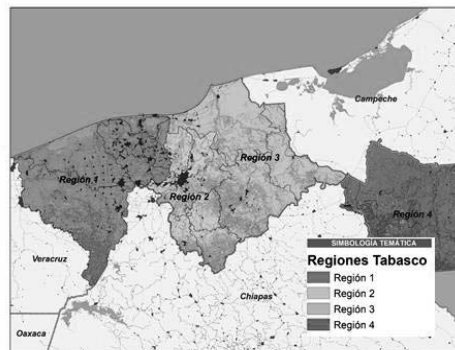 Campeche
Región 3
Región 1
Región 2
Región 4
Veracruz
Chiapas
Oaxaca
SIMBOLOGÍA TEMÁTICA
Regiones Tabasco
Región 1
Región 2
Región 3
Región 4